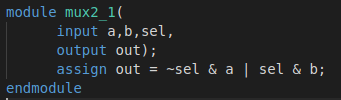 module mux2_1(
input a,b,sel,
output out);
assign out = ~sel & a | sel & b;
endmodule